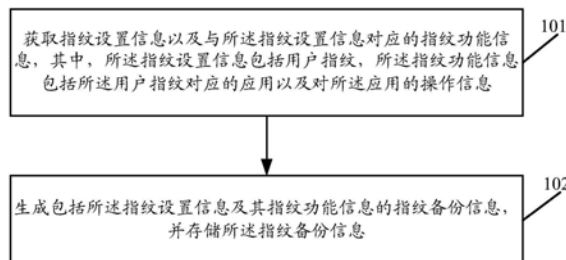 获取指纹设置信息以及与所述指纹设置信息对应的指纹功能信
息,其中,所述指纹设置信息包括用户指纹,所述指纹功能信息
包括所述用户指纹对应的应用以及对所述应用的操作信息
101
生成包括所述指纹设置信息及其指纹功能信息的指纹备份信息,
并存储所述指纹备份信息
102